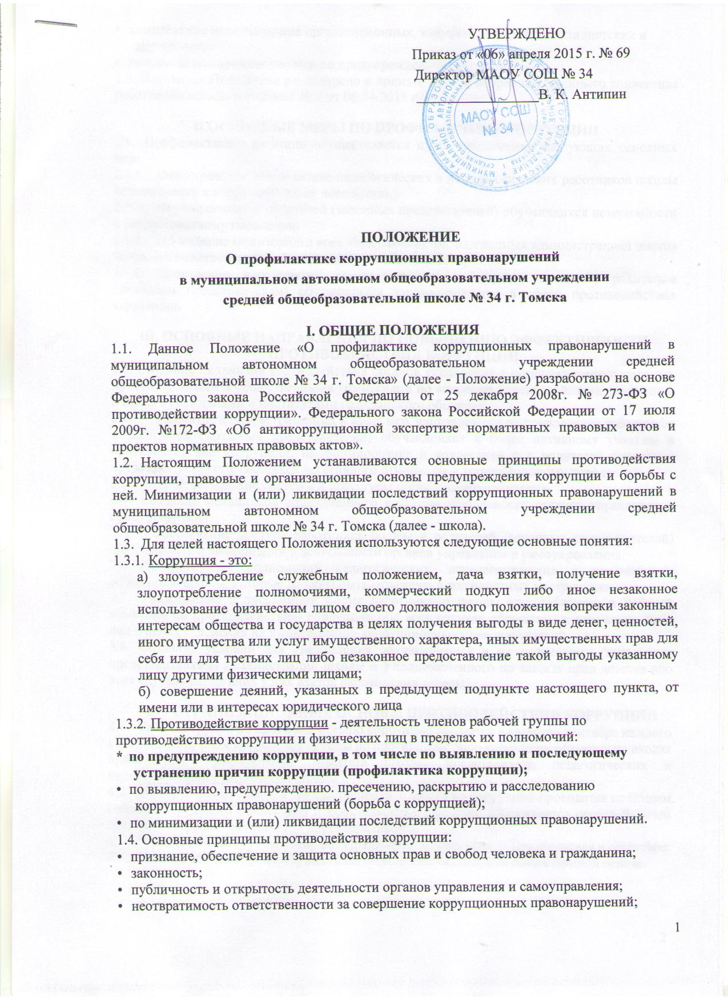 УТВЕРЖДЕНО
Приказ от «06» апреля 2015 г. № 69
Директор МАОУ СОШ № 34
В. К. Антипин
МАОУ СОШ
№ 34
ПОЛОЖЕНИЕ
О профилактике коррупционных правонарушений
в муниципальном автономном общеобразовательном учреждении
средней общеобразовательной школе № 34 г. Томска
I. ОБЩИЕ ПОЛОЖЕНИЯ
1.1. Данное Положение «О профилактике коррупционных правонарушений в
муниципальном автономном общеобразовательном учреждении средней
общеобразовательной школе № 34 г. Томска» (далее - Положение) разработано на основе
Федерального закона Российской Федерации от 25 декабря 2008г. № 273-ФЗ «О
противодействии коррупции». Федерального закона Российской Федерации от 17 июля
2009г. №172-ФЗ «Об антикоррупционной экспертизе нормативных правовых актов и
проектов нормативных правовых актов».
1.2. Настоящим Положением устанавливаются основные принципы противодействия
коррупции, правовые и организационные основы предупреждения коррупции и борьбы с
ней. Минимизации и (или) ликвидации последствий коррупционных правонарушений в
муниципальном автономном общеобразовательном учреждении средней
общеобразовательной школе № 34 г. Томска (далее - школа).
1.3. Для целей настоящего Положения используются следующие основные понятия:
1.3.1. Коррупция - это:
а) злоупотребление служебным положением, дача взятки, получение взятки,
злоупотребление полномочиями, коммерческий подкуп либо иное незаконное
использование физическим лицом своего должностного положения вопреки законным
интересам общества и государства в целях получения выгоды в виде денег, ценностей,
иного имущества или услуг имущественного характера, иных имущественных прав для
себя или для третьих лиц либо незаконное предоставление такой выгоды указанному
лицу другими физическими лицами;
б) совершение деяний, указанных в предыдущем подпункте настоящего пункта, от
имени или в интересах юридического лица
1.3.2. Противодействие коррупции - деятельность членов рабочей группы по
противодействию коррупции и физических лиц в пределах их полномочий:
* по предупреждению коррупции, в том числе по выявлению и последующему
устранению причин коррупции (профилактика коррупции);
• по выявлению, предупреждению. пресечению, раскрытию и расследованию
коррупционных правонарушений (борьба с коррупцией);
• по минимизации и (или) ликвидации последствий коррупционных правонарушений.
1.4. Основные принципы противодействия коррупции:
• признание, обеспечение и защита основных прав и свобод человека и гражданина;
• законность;
• публичность и открытость деятельности органов управления и самоуправления;
• неотвратимость ответственности за совершение коррупционных правонарушений;
1